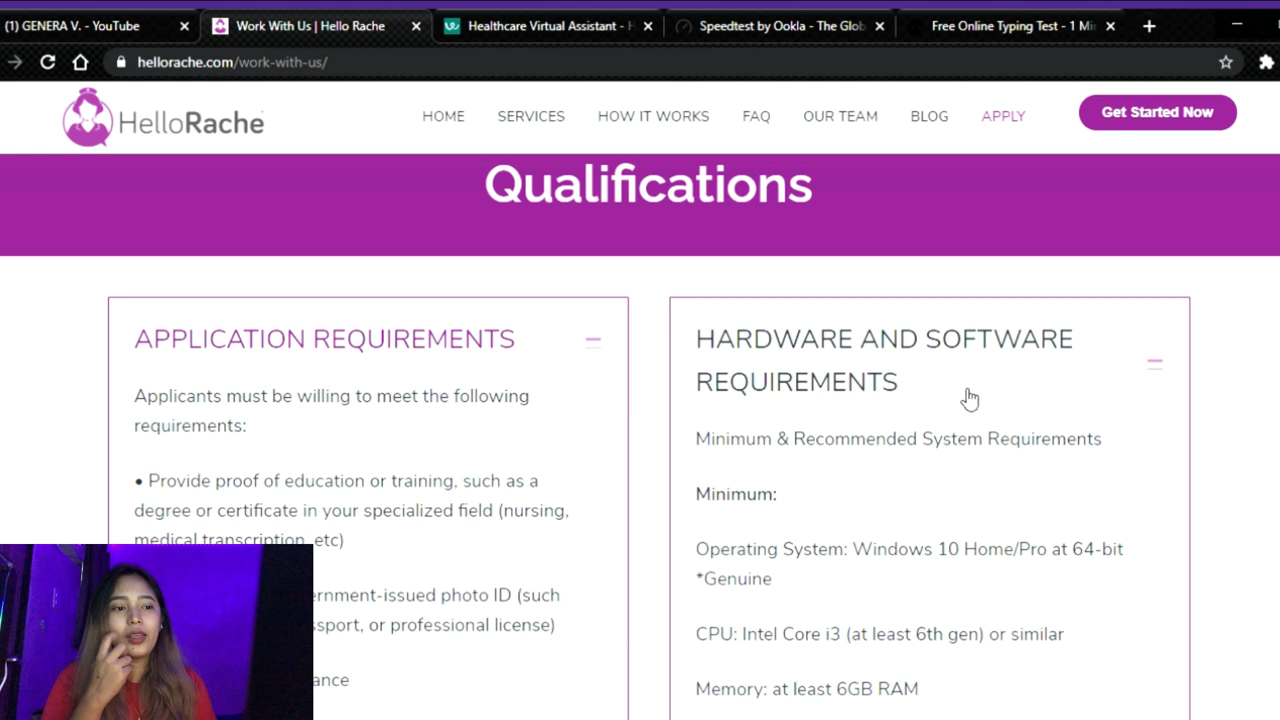 (1) GENERA V. - YouTube
Work With Us | Hello Rache
Healthcare Virtual Assistant - H
Speedtest by Ookla - The Glob
Free Online Typing Test - 1 Mi
hellorache.com/work-with-us/
HelloRache
HOME
SERVICES
HOW IT WORKS
FAQ
OUR TEAM
BLOG
APPLY
Get Started Now
Qualifications
APPLICATION REQUIREMENTS
Applicants must be willing to meet the following
requirements:
• Provide proof of education or training, such as a
degree or certificate in your specialized field (nursing,
medical transcription, etc)
ernment-issued photo ID (such
ssport, or professional license)
ance
HARDWARE AND SOFTWARE
REQUIREMENTS
Minimum & Recommended System Requirements
Minimum:
Operating System: Windows 10 Home/Pro at 64-bit
*Genuine
CPU: Intel Core i3 (at least 6th gen) or similar
Memory: at least 6GB RAM